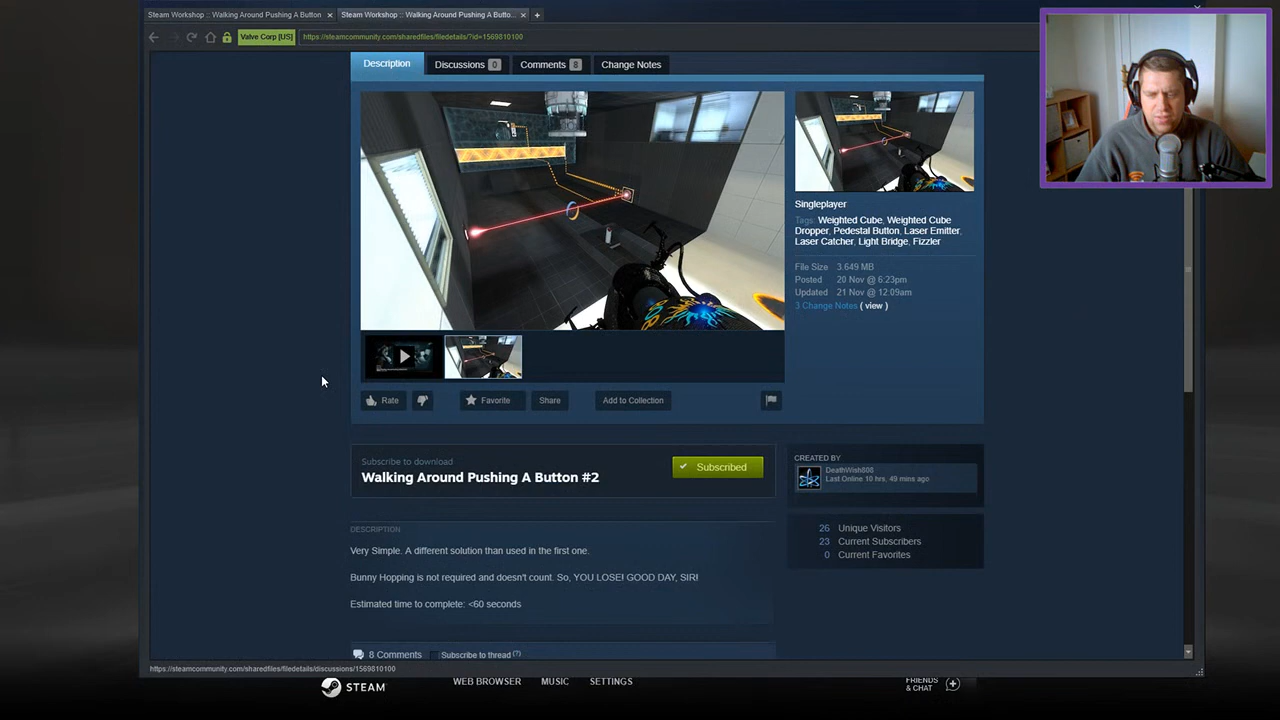 Steam Workshop :: Walking Around Pushing A Button × Steam Workshop :: Walking Around Pushing A Butto... × +
Valve Corp [US] https://steamcommunity.com/sharedfiles/filedetails/?id=1569810100
Description Discussions 0 Comments 8 Change Notes
Singleplayer
Tags: Weighted Cube, Weighted Cube
Dropper, Pedestal Button, Laser Emitter,
Laser Catcher, Light Bridge, Fizzler
File Size 3.649 MB
Posted 20 Nov @ 6:23pm
Updated 21 Nov @ 12:09am
3 Change Notes ( view )
Rate Favorite Share Add to Collection
Subscribe to download
Walking Around Pushing A Button #2
Subscribed
CREATED BY
DeathWish808
Last Online 10 hrs, 49 mins ago
26 Unique Visitors
23 Current Subscribers
0 Current Favorites
DESCRIPTION
Very Simple. A different solution than used in the first one.
Bunny Hopping is not required and doesn't count. So, YOU LOSE! GOOD DAY, SIR!
Estimated time to complete: <60 seconds
8 Comments Subscribe to thread (?)
https://steamcommunity.com/sharedfiles/filedetails/discussions/1569810100
STEAM WEB BROWSER MUSIC SETTINGS FRIENDS
& CHAT